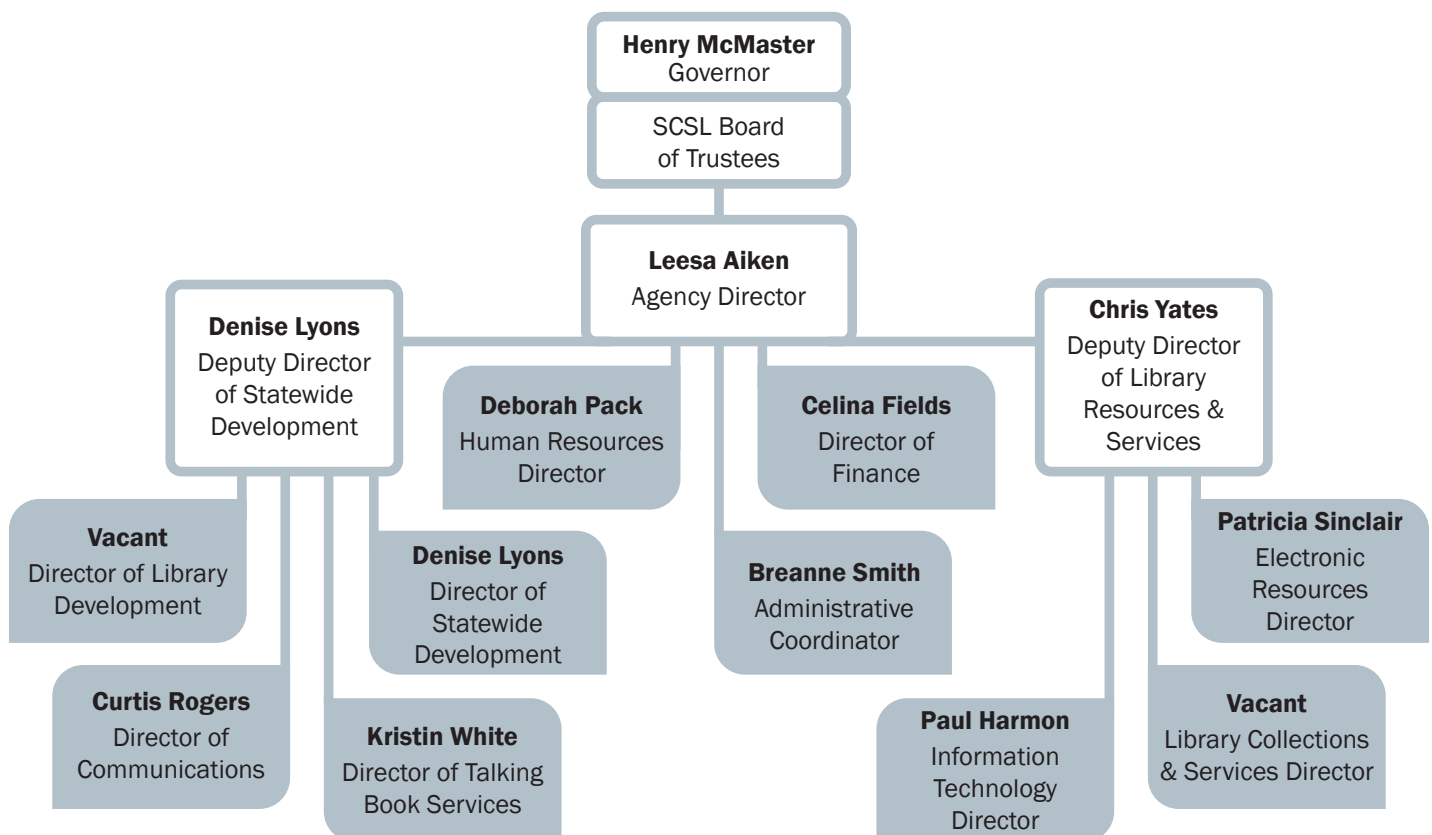 Henry McMaster
Governor
SCSL Board
of Trustees
Leesa Aiken
Agency Director
Denise Lyons
Deputy Director
of Statewide
Development
Chris Yates
Deputy Director
of Library
Resources &
Services
Deborah Pack
Human Resources
Director
Celina Fields
Director of
Finance
Vacant
Director of Library
Development
Denise Lyons
Director of
Statewide
Development
Breanne Smith
Administrative
Coordinator
Patricia Sinclair
Electronic
Resources
Director
Curtis Rogers
Director of
Communications
Kristin White
Director of Talking
Book Services
Paul Harmon
Information
Technology
Director
Vacant
Library Collections
& Services Director